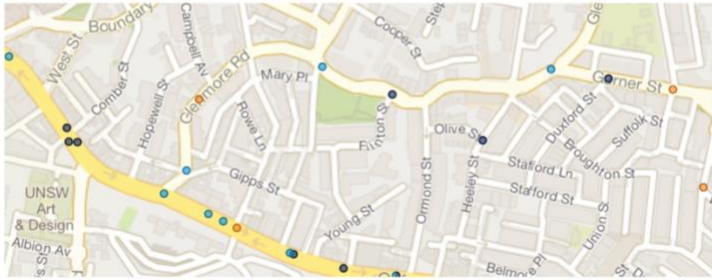 West St
Boundary
Campbell Av
Cooper St
Glenmore Rd
Mary Pl
Comber St
Hopewell St
Rowe Ln
Gipps St
Olive St
Ormond St
Heeley St
Gurner St
Duxford St
Suffolk St
Broughton St
Stafford Ln
Stafford St
Union St
Young St
Belmore Pl
UNSW
Art
& Design
Albion Av